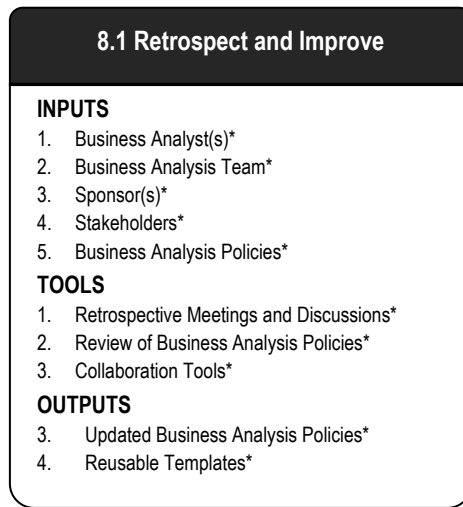 8.1 Retrospect and Improve
INPUTS
1. Business Analyst(s)*
2. Business Analysis Team*
3. Sponsor(s)*
4. Stakeholders*
5. Business Analysis Policies*
TOOLS
1. Retrospective Meetings and Discussions*
2. Review of Business Analysis Policies*
3. Collaboration Tools*
OUTPUTS
3. Updated Business Analysis Policies*
4. Reusable Templates*